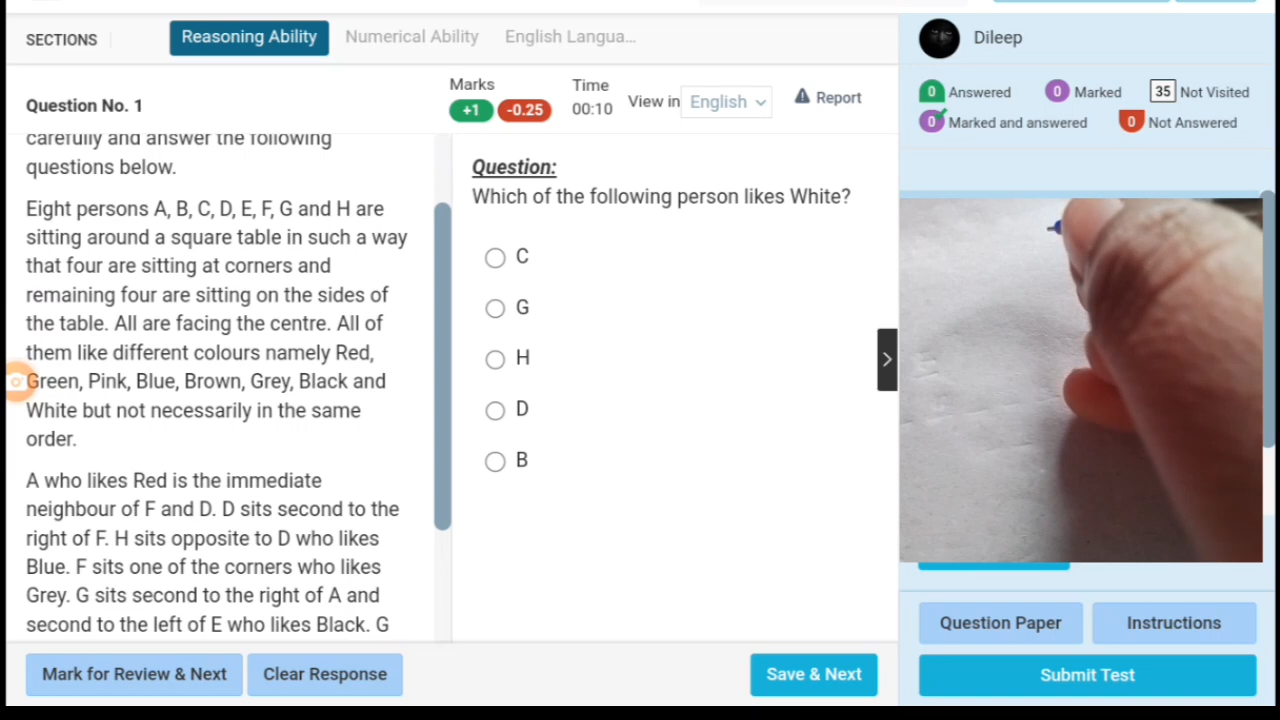 SECTIONS
Reasoning Ability
Numerical Ability
English Langua...
Question No. 1
Marks
+1
-0.25
Time
00:10
View in
English
Report
carefully and answer the following
questions below.
Eight persons A, B, C, D, E, F, G and H are
sitting around a square table in such a way
that four are sitting at corners and
remaining four are sitting on the sides of
the table. All are facing the centre. All of
them like different colours namely Red,
Green, Pink, Blue, Brown, Grey, Black and
White but not necessarily in the same
order.
A who likes Red is the immediate
neighbour of F and D. D sits second to the
right of F. H sits opposite to D who likes
Blue. F sits one of the corners who likes
Grey. G sits second to the right of A and
second to the left of E who likes Black. G
Question:
Which of the following person likes White?
C
G
H
D
B
Mark for Review & Next
Clear Response
Save & Next
Dileep
0 Answered
0 Marked
35 Not Visited
0 Marked and answered
0 Not Answered
Question Paper
Instructions
Submit Test